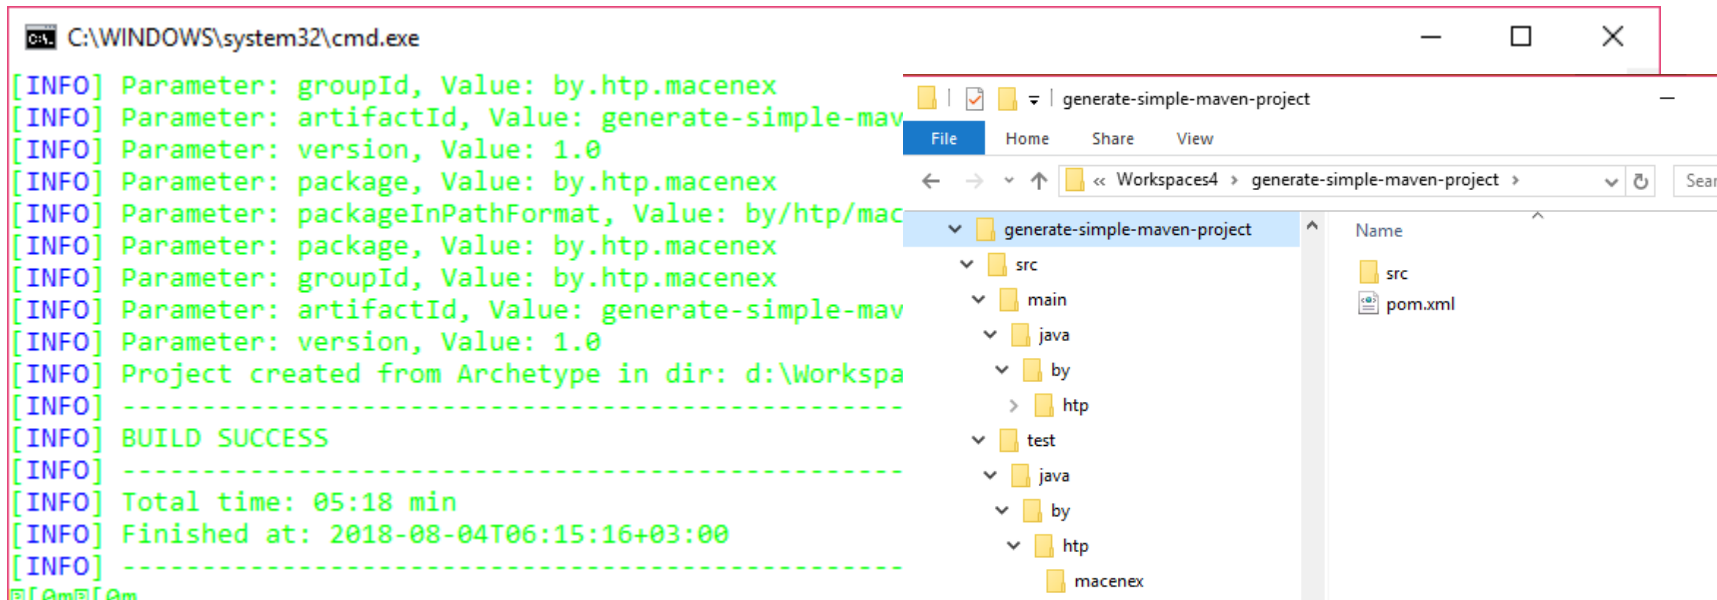 C:\WINDOWS\system32\cmd.exe
[INFO] Parameter: groupId, Value: by.htp.macenex
[INFO] Parameter: artifactId, Value: generate-simple-mav
[INFO] Parameter: version, Value: 1.0
[INFO] Parameter: package, Value: by.htp.macenex
[INFO] Parameter: packageInPathFormat, Value: by/htp/mac
[INFO] Parameter: package, Value: by.htp.macenex
[INFO] Parameter: groupId, Value: by.htp.macenex
[INFO] Parameter: artifactId, Value: generate-simple-mav
[INFO] Parameter: version, Value: 1.0
[INFO] Project created from Archetype in dir: d:\Workspa
[INFO] -------------------------------------------------
[INFO] BUILD SUCCESS
[INFO] -------------------------------------------------
[INFO] Total time: 05:18 min
[INFO] Finished at: 2018-08-04T06:15:16+03:00
[INFO] -------------------------------------------------
[0m[0m
generate-simple-maven-project
File Home Share View
« Workspaces4 > generate-simple-maven-project > Sear
generate-simple-maven-project
src
main
java
by
htp
test
java
by
htp
macenex
Name
src
pom.xml